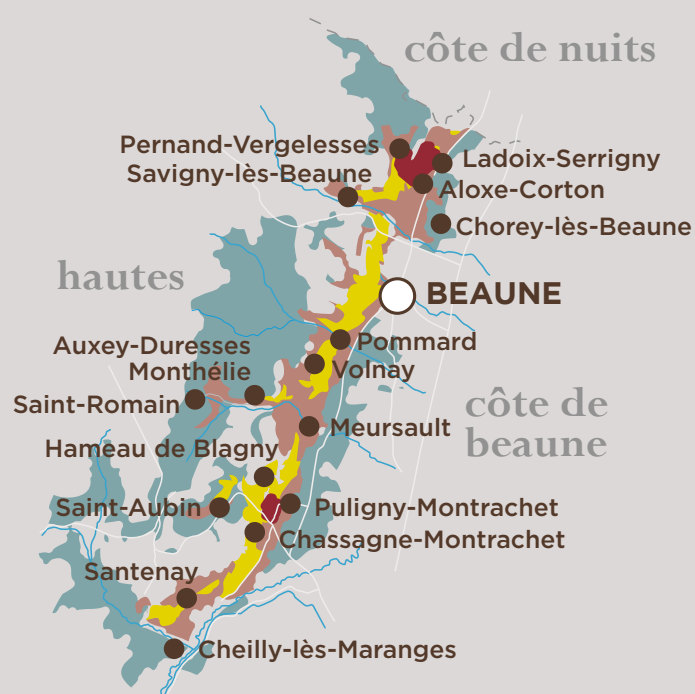 côte de nuits
Pernand-Vergelesses
Savigny-lès-Beaune
Ladoix-Serrigny
Aloxe-Corton
Chorey-lès-Beaune
hautes
BEAUNE
Auxey-Duresses
Monthélie
Pommard
Volnay
Saint-Romain
côte de
beaune
Meursault
Hameau de Blagny
Saint-Aubin
Puligny-Montrachet
Chassagne-Montrachet
Santenay
Cheilly-lès-Maranges